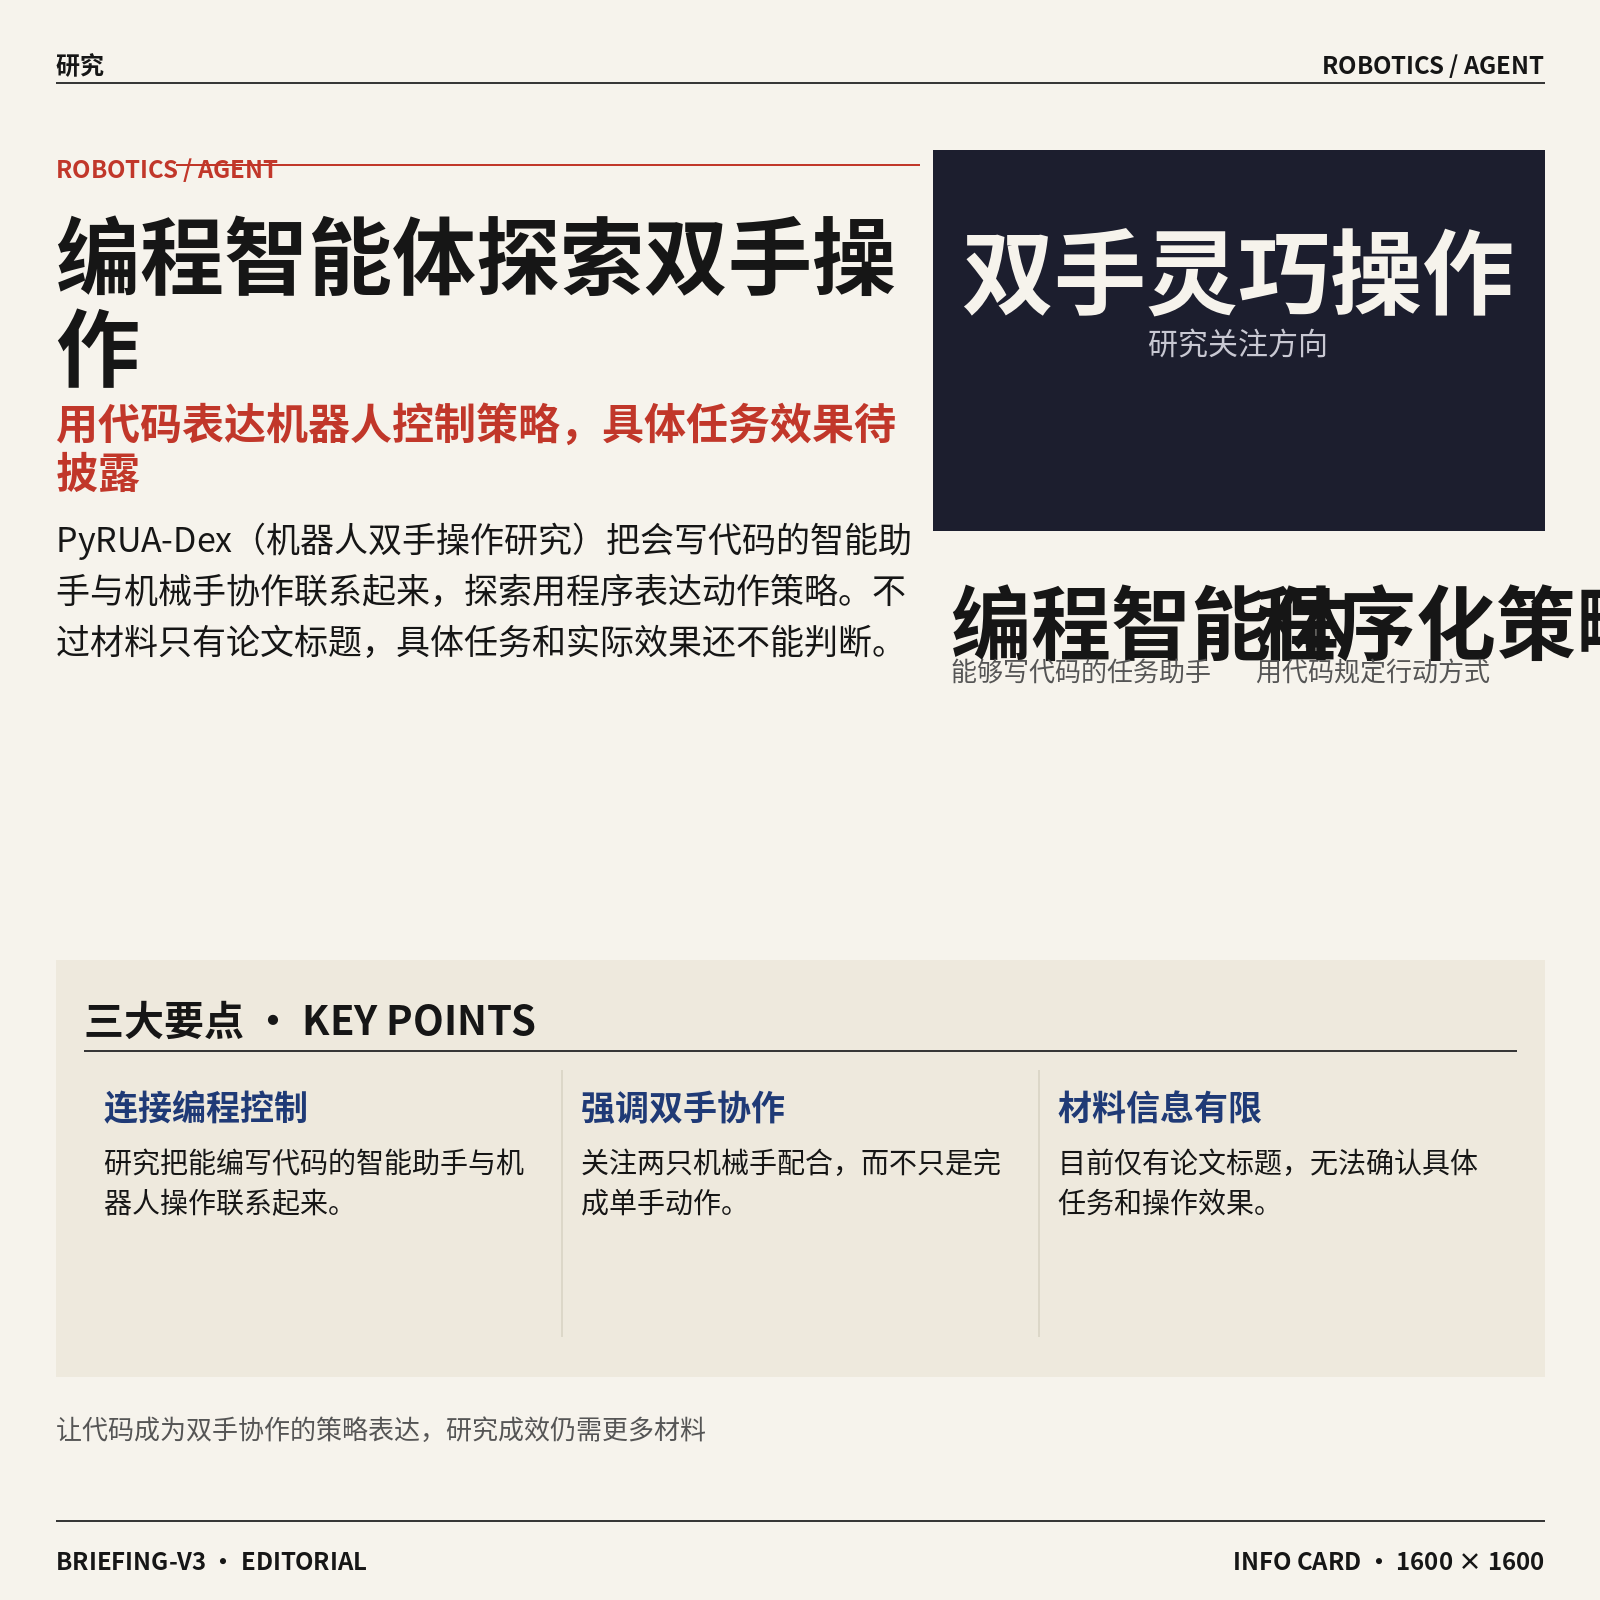 研究
ROBOTICS / AGENT
ROBOTICS / AGENT
编程智能体探索双手操
作
用代码表达机器人控制策略，具体任务效果待
披露
PyRUA-Dex（机器人双手操作研究）把会写代码的智能助
手与机械手协作联系起来，探索用程序表达动作策略。不
过材料只有论文标题，具体任务和实际效果还不能判断。
双手灵巧操作
研究关注方向
编程智能体
能够写代码的任务助手
程序化策略
用代码规定行动方式
三大要点 · KEY POINTS
连接编程控制
研究把能编写代码的智能助手与机
器人操作联系起来。
强调双手协作
关注两只机械手配合，而不只是完
成单手动作。
材料信息有限
目前仅有论文标题，无法确认具体
任务和操作效果。
让代码成为双手协作的策略表达，研究成效仍需更多材料
BRIEFING-V3 · EDITORIAL
INFO CARD · 1600 × 1600